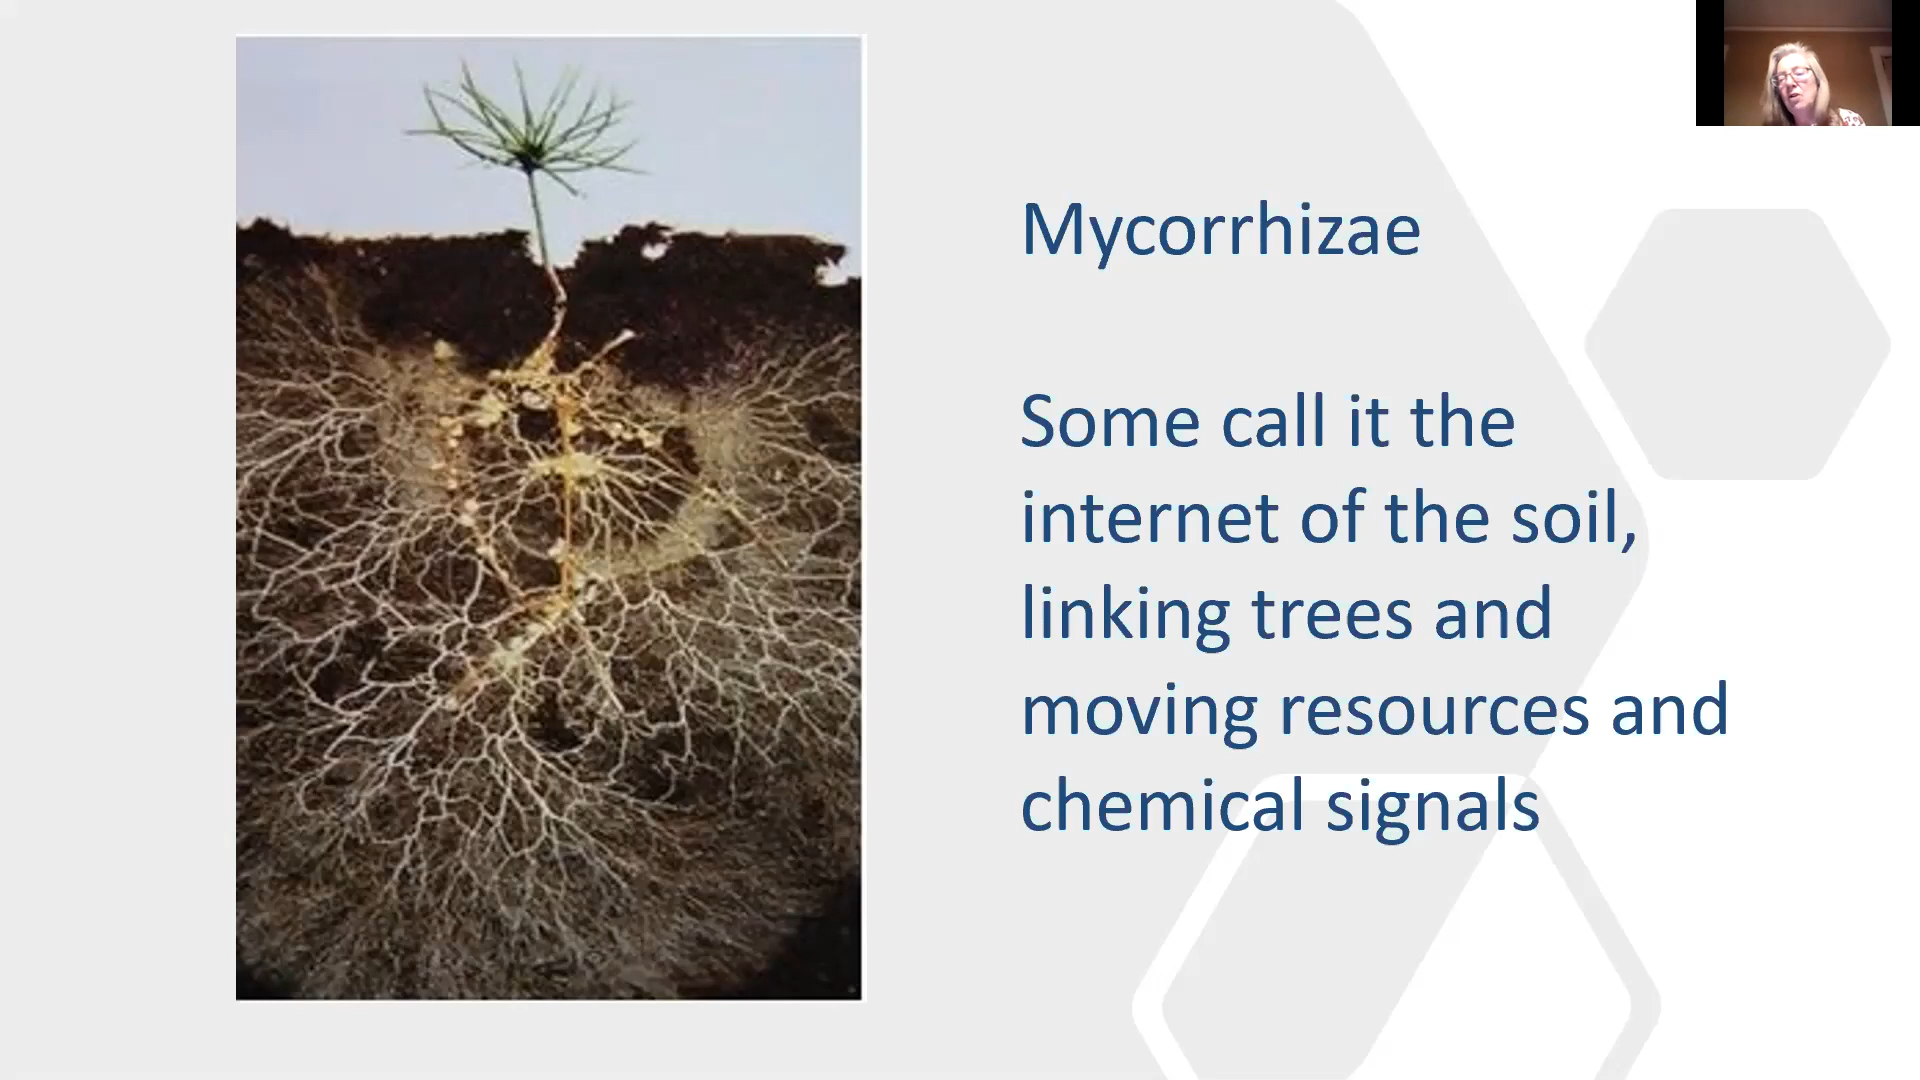 Mycorrhizae
Some call it the
internet of the soil,
linking trees and
moving resources and
chemical signals